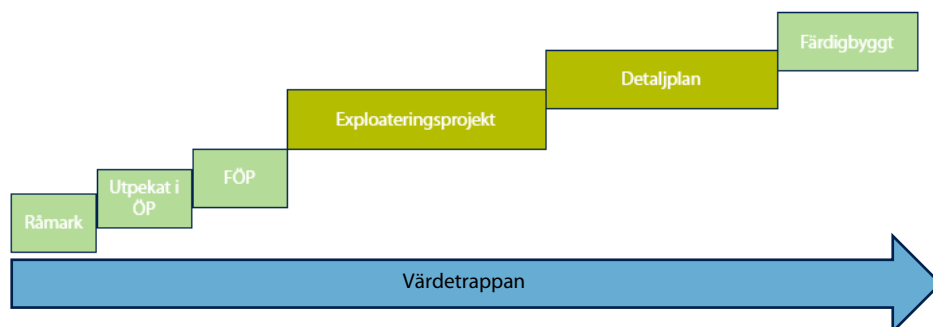 Färdigbyggt
Detaljplan
Exploateringsprojekt
FÖP
Utpekat i
ÖP
Råmark
Värdetrappan